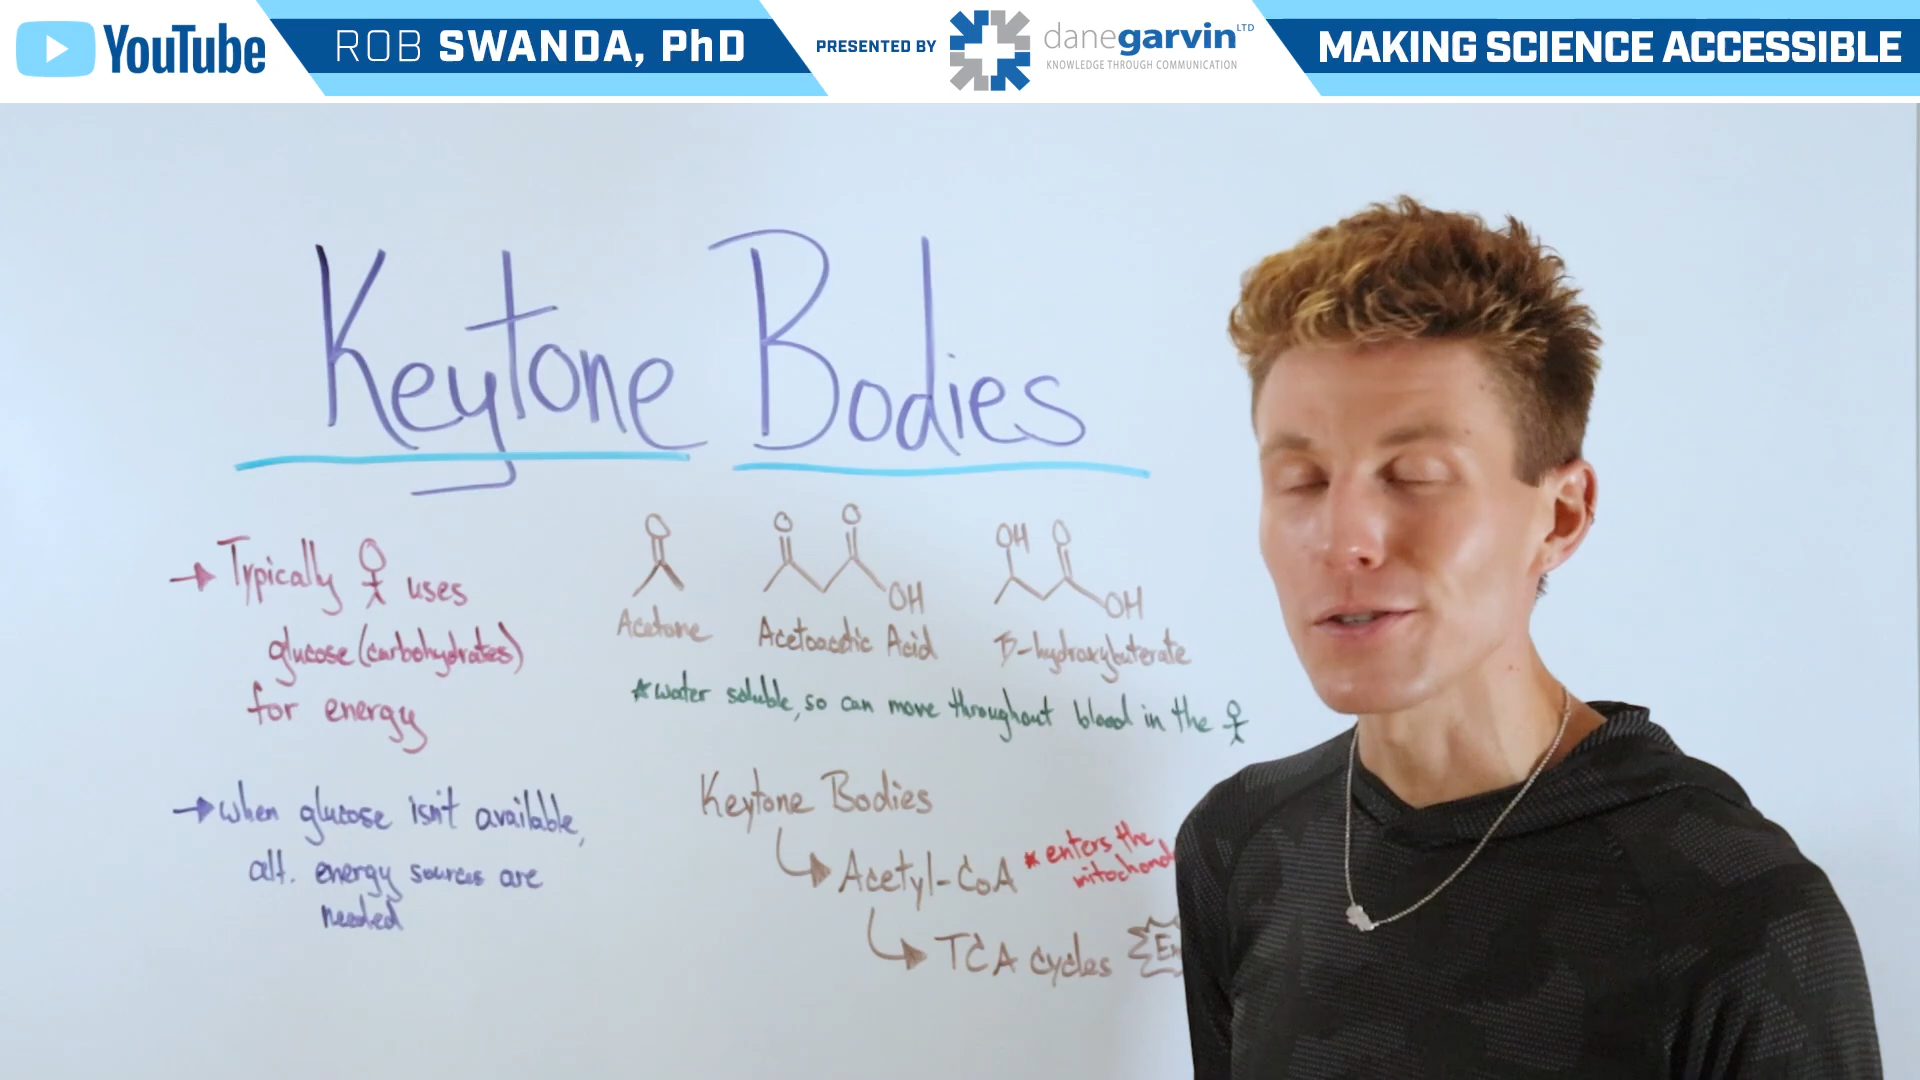 YouTube
ROB SWANDA, PhD
PRESENTED BY
danegarvin LTD
KNOWLEDGE THROUGH COMMUNICATION
MAKING SCIENCE ACCESSIBLE
Keytone Bodies
Typically uses
glucose (carbohydrates)
for energy
when glucose isn't available,
alt. energy sources are
needed
O
O O
OH O
OH
OH
Acetone
Acetoacetic Acid
B-hydroxybuterate
*water soluble, so can move throughout blood in the
Keytone Bodies
Acetyl-CoA
* enters the
mitochond
TCA cycles